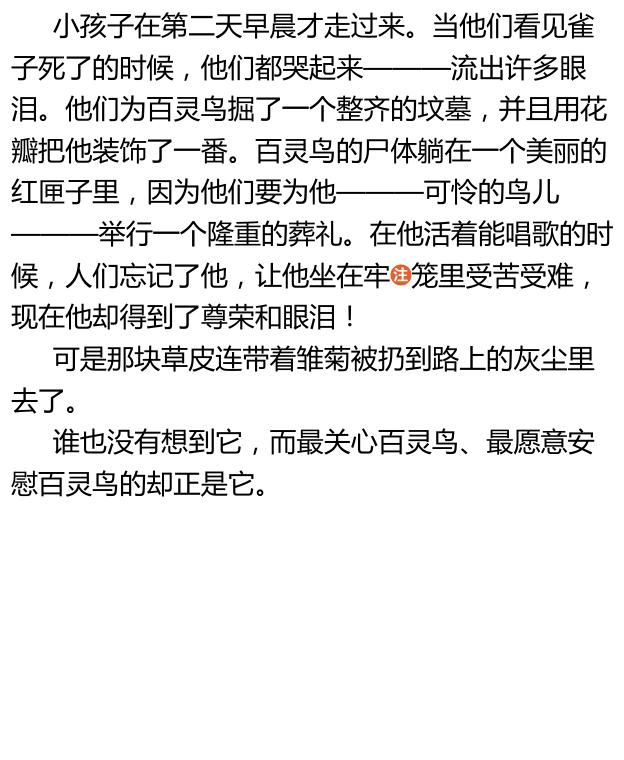 小孩子在第二天早晨才走过来。当他们看见雀
子死了的时候，他们都哭起来————流出许多眼
泪。他们为百灵鸟掘了一个整齐的坟墓，并且用花
瓣把他装饰了一番。百灵鸟的尸体躺在一个美丽的
红匣子里，因为他们要为他————可怜的鸟儿
————举行一个隆重的葬礼。在他活着能唱歌的时
候，人们忘记了他，让他坐在牢注笼里受苦受难，
现在他却得到了尊荣和眼泪！
可是那块草皮连带着雏菊被扔到路上的灰尘里
去了。
谁也没有想到它，而最关心百灵鸟、最愿意安
慰百灵鸟的却正是它。